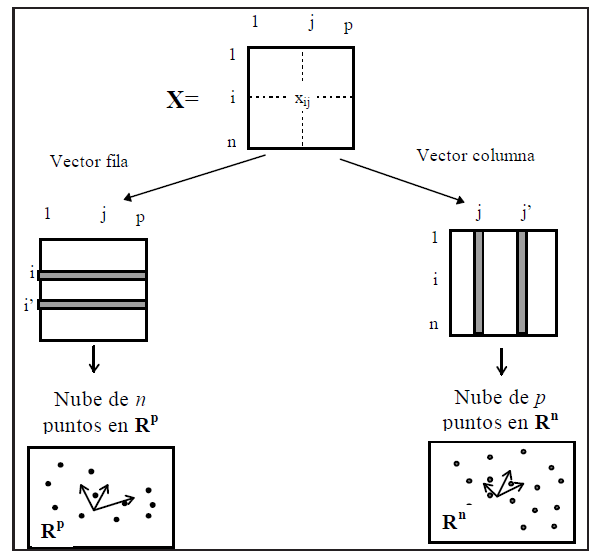 1 j p
1
X= i x_ij
n
Vector fila
Vector columna
1 j p
i
i’
j j’
1
i
n
Nube de n
puntos en R^p
Nube de p
puntos en R^n
R^p
R^n